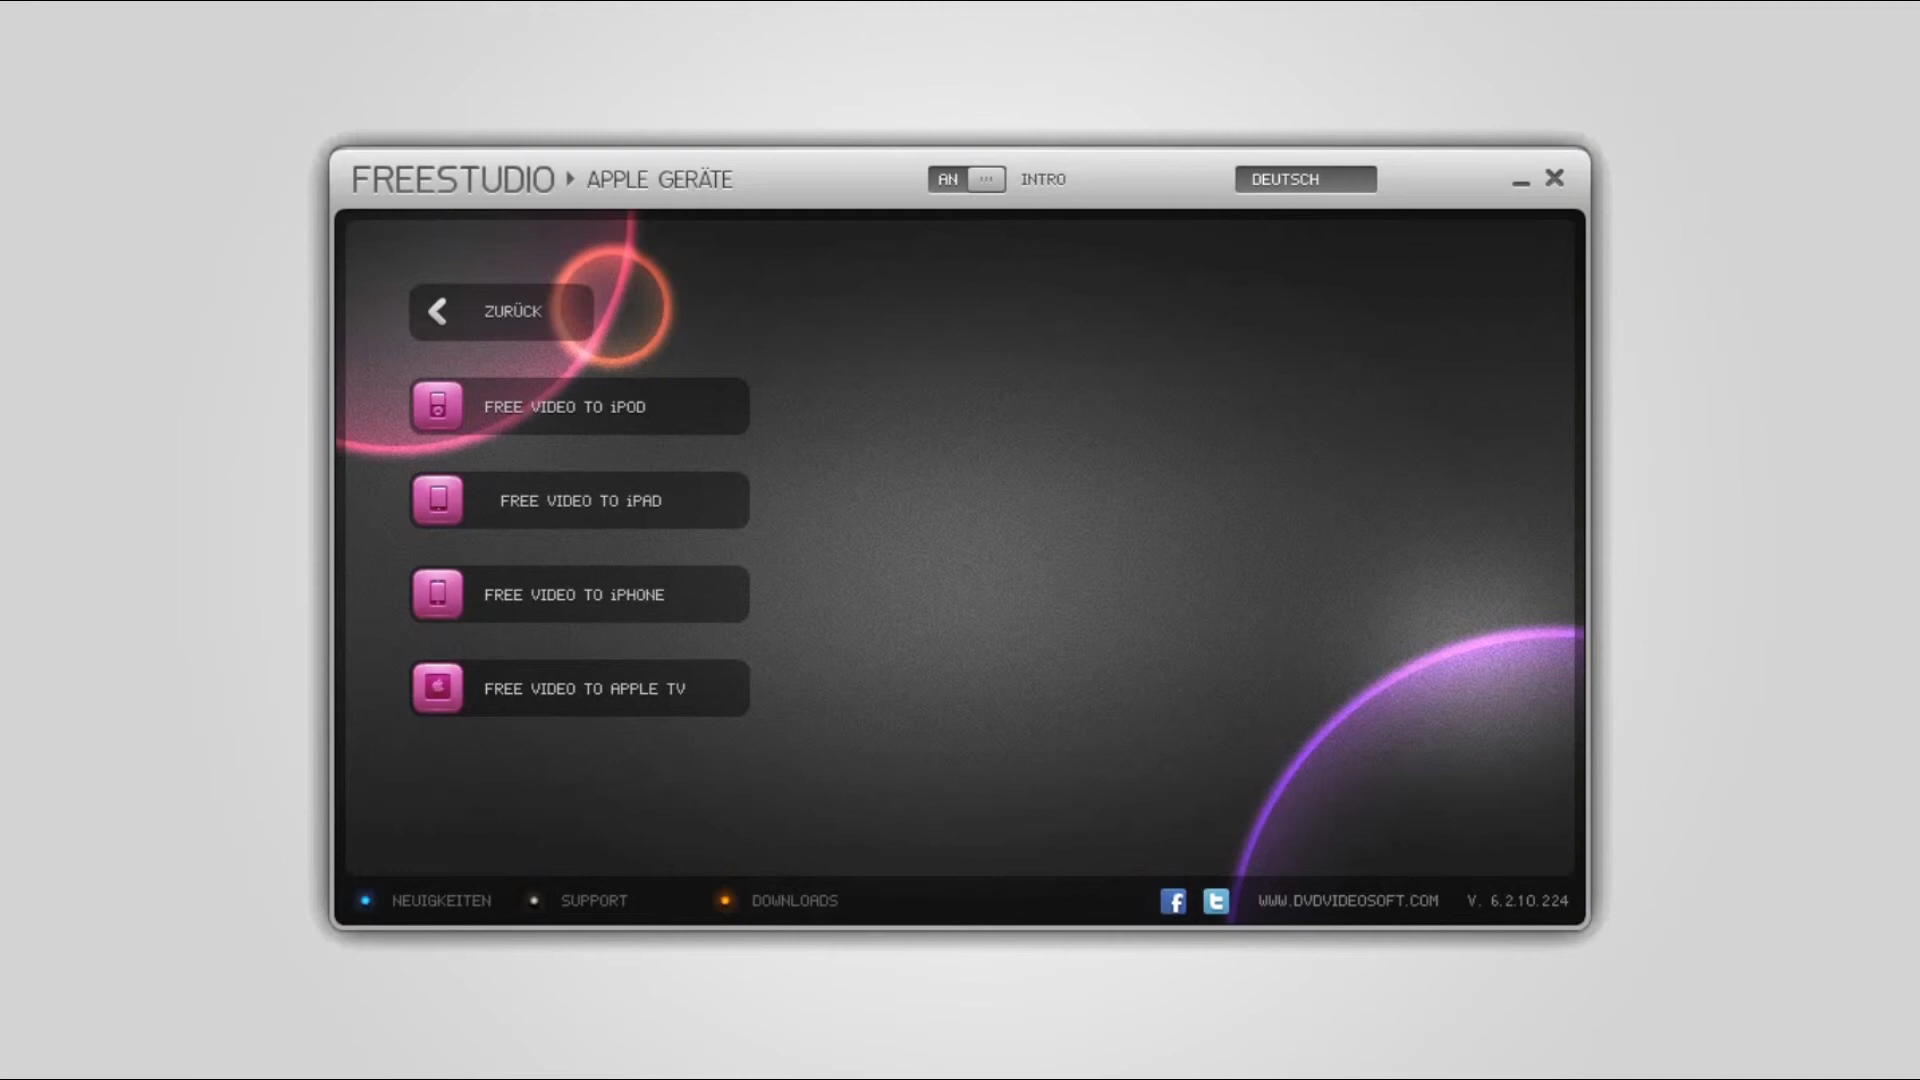 FREESTUDIO APPLE GERÄTE AN INTRO DEUTSCH
ZURÜCK
FREE VIDEO TO iPOD
FREE VIDEO TO iPAD
FREE VIDEO TO iPHONE
FREE VIDEO TO APPLE TV
NEUIGKEITEN SUPPORT DOWNLOADS WWW.DVDVIDEOSOFT.COM V. 6.2.10.224